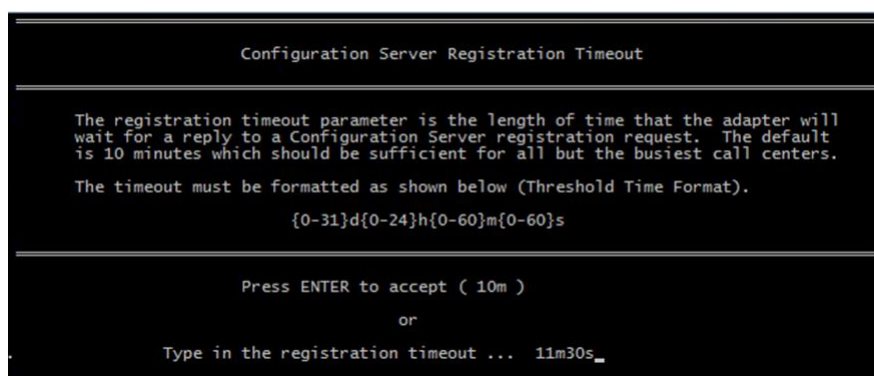 Configuration Server Registration Timeout
The registration timeout parameter is the length of time that the adapter will
wait for a reply to a Configuration Server registration request. The default
is 10 minutes which should be sufficient for all but the busiest call centers.
The timeout must be formatted as shown below (Threshold Time Format).
{0-31}d{0-24}h{0-60}m{0-60}s
Press ENTER to accept ( 10m )
or
. Type in the registration timeout ... 11m30s_